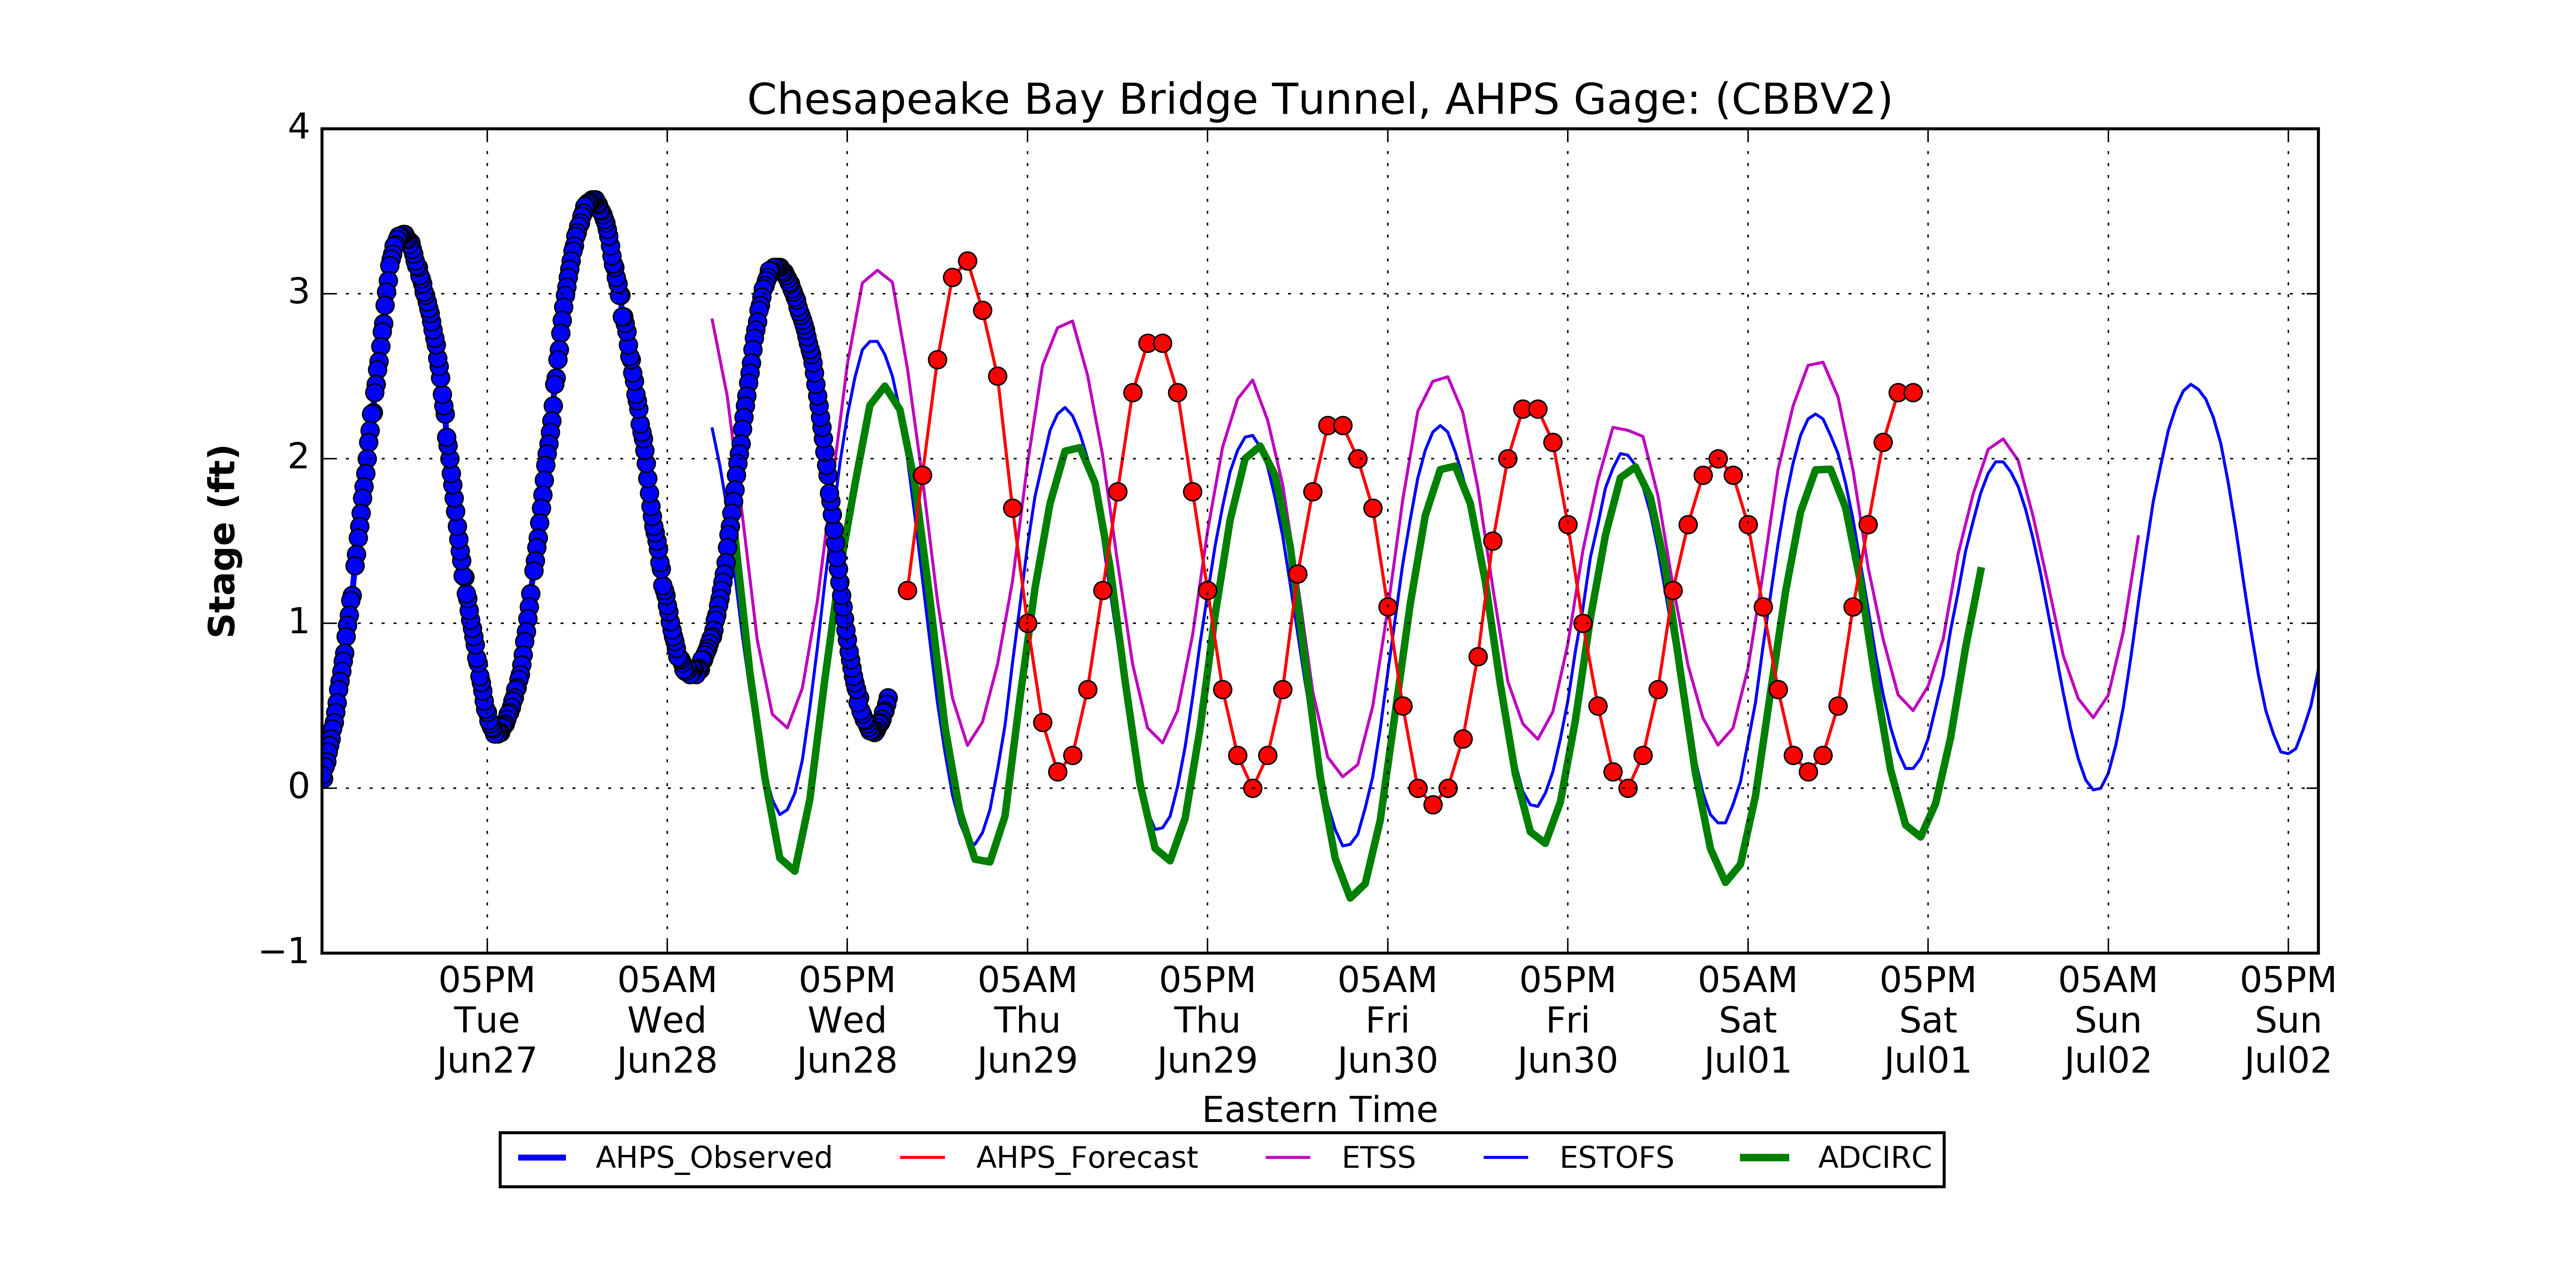 Chesapeake Bay Bridge Tunnel, AHPS Gage: (CBBV2)
4
3
2
1
0
−1
Stage (ft)
05PM 05AM 05PM 05AM 05PM 05AM 05PM 05AM 05PM 05AM 05PM
Tue Wed Wed Thu Thu Fri Fri Sat Sat Sun Sun
Jun27 Jun28 Jun28 Jun29 Jun29 Jun30 Jun30 Jul01 Jul01 Jul02 Jul02
Eastern Time
AHPS_Observed AHPS_Forecast ETSS ESTOFS ADCIRC